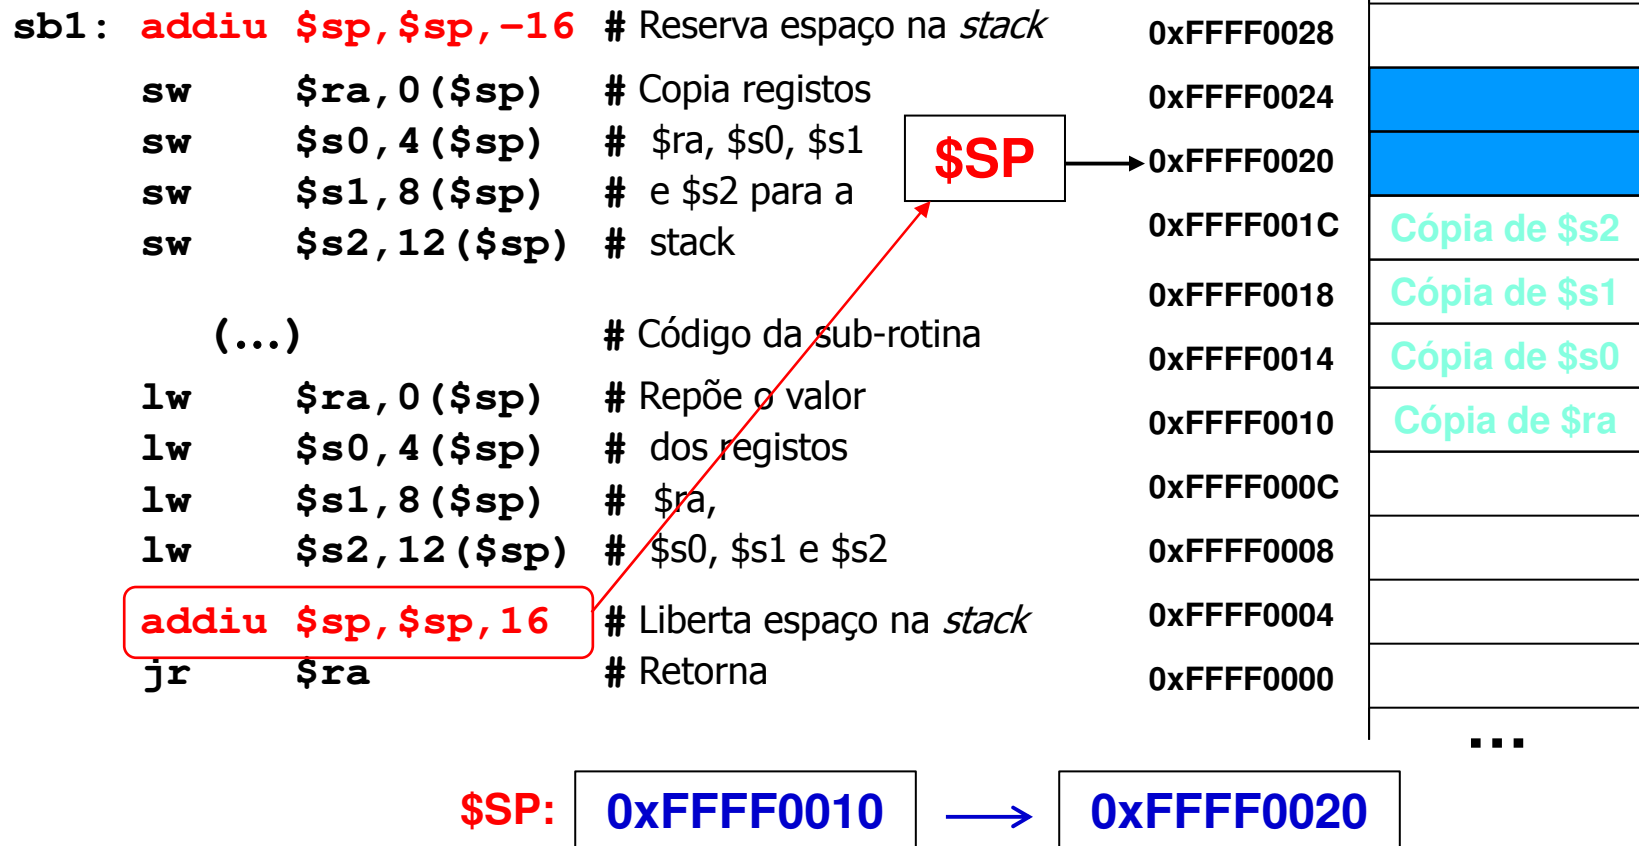 sb1: addiu $sp,$sp,–16 # Reserva espaço na stack
sw $ra,0($sp) # Copia registos
sw $s0,4($sp) # $ra, $s0, $s1
sw $s1,8($sp) # e $s2 para a
sw $s2,12($sp) # stack
(...) # Código da sub-rotina
lw $ra,0($sp) # Repõe o valor
lw $s0,4($sp) # dos registos
lw $s1,8($sp) # $ra,
lw $s2,12($sp) # $s0, $s1 e $s2
addiu $sp,$sp,16 # Liberta espaço na stack
jr $ra # Retorna
$SP
0xFFFF0028
0xFFFF0024
0xFFFF0020
0xFFFF001C Cópia de $s2
0xFFFF0018 Cópia de $s1
0xFFFF0014 Cópia de $s0
0xFFFF0010 Cópia de $ra
0xFFFF000C
0xFFFF0008
0xFFFF0004
0xFFFF0000
...
$SP: 0xFFFF0010 → 0xFFFF0020